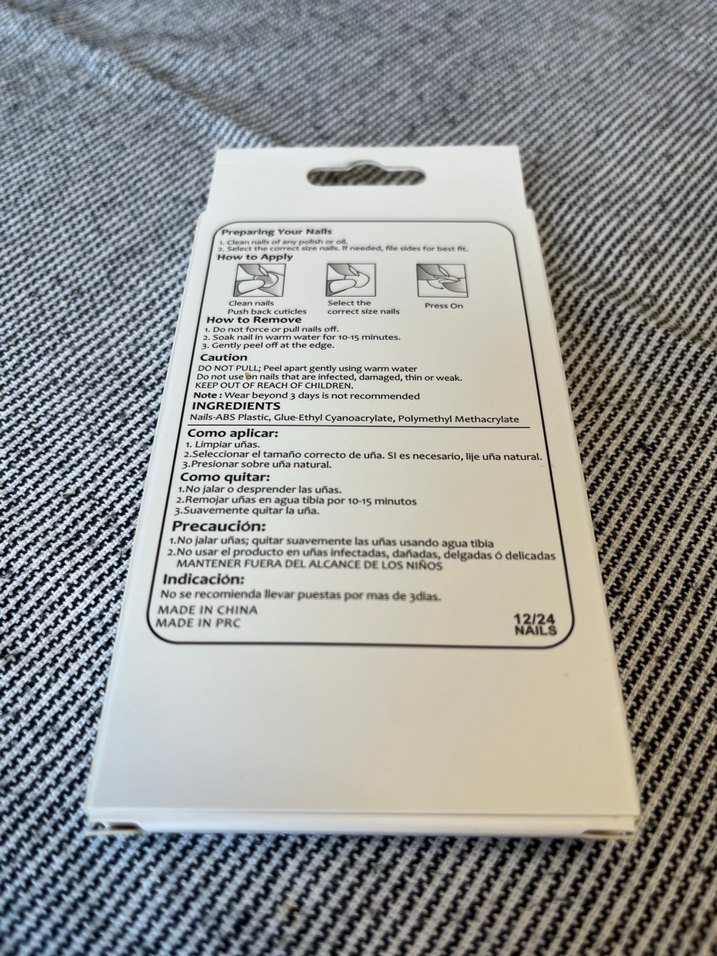 Preparing Your Nails
1. Clean nails of any polish or oil.
2. Select the correct size nails. If needed, file sides for best fit.
How to Apply
Clean nails
Push back cuticles
Select the
correct size nails
Press On
How to Remove
1. Do not force or pull nails off.
2. Soak nail in warm water for 10-15 minutes.
3. Gently peel off at the edge.
Caution
DO NOT PULL; Peel apart gently using warm water
Do not use on nails that are infected, damaged, thin or weak.
KEEP OUT OF REACH OF CHILDREN.
Note : Wear beyond 3 days is not recommended
INGREDIENTS
Nails-ABS Plastic, Glue-Ethyl Cyanoacrylate, Polymethyl Methacrylate
Como aplicar:
1. Limpiar uñas.
2.Seleccionar el tamaño correcto de uña. SI es necesario, lije uña natural.
3.Presionar sobre uña natural.
Como quitar:
1.No jalar o desprender las uñas.
2.Remojar uñas en agua tibia por 10-15 minutos
3.Suavemente quitar la uña.
Precaución:
1.No jalar uñas; quitar suavemente las uñas usando agua tibia
2.No usar el producto en uñas infectadas, dañadas, delgadas ó delicadas
MANTENER FUERA DEL ALCANCE DE LOS NIÑOS
Indicación:
No se recomienda llevar puestas por mas de 3dias.
MADE IN CHINA
MADE IN PRC
12/24
NAILS